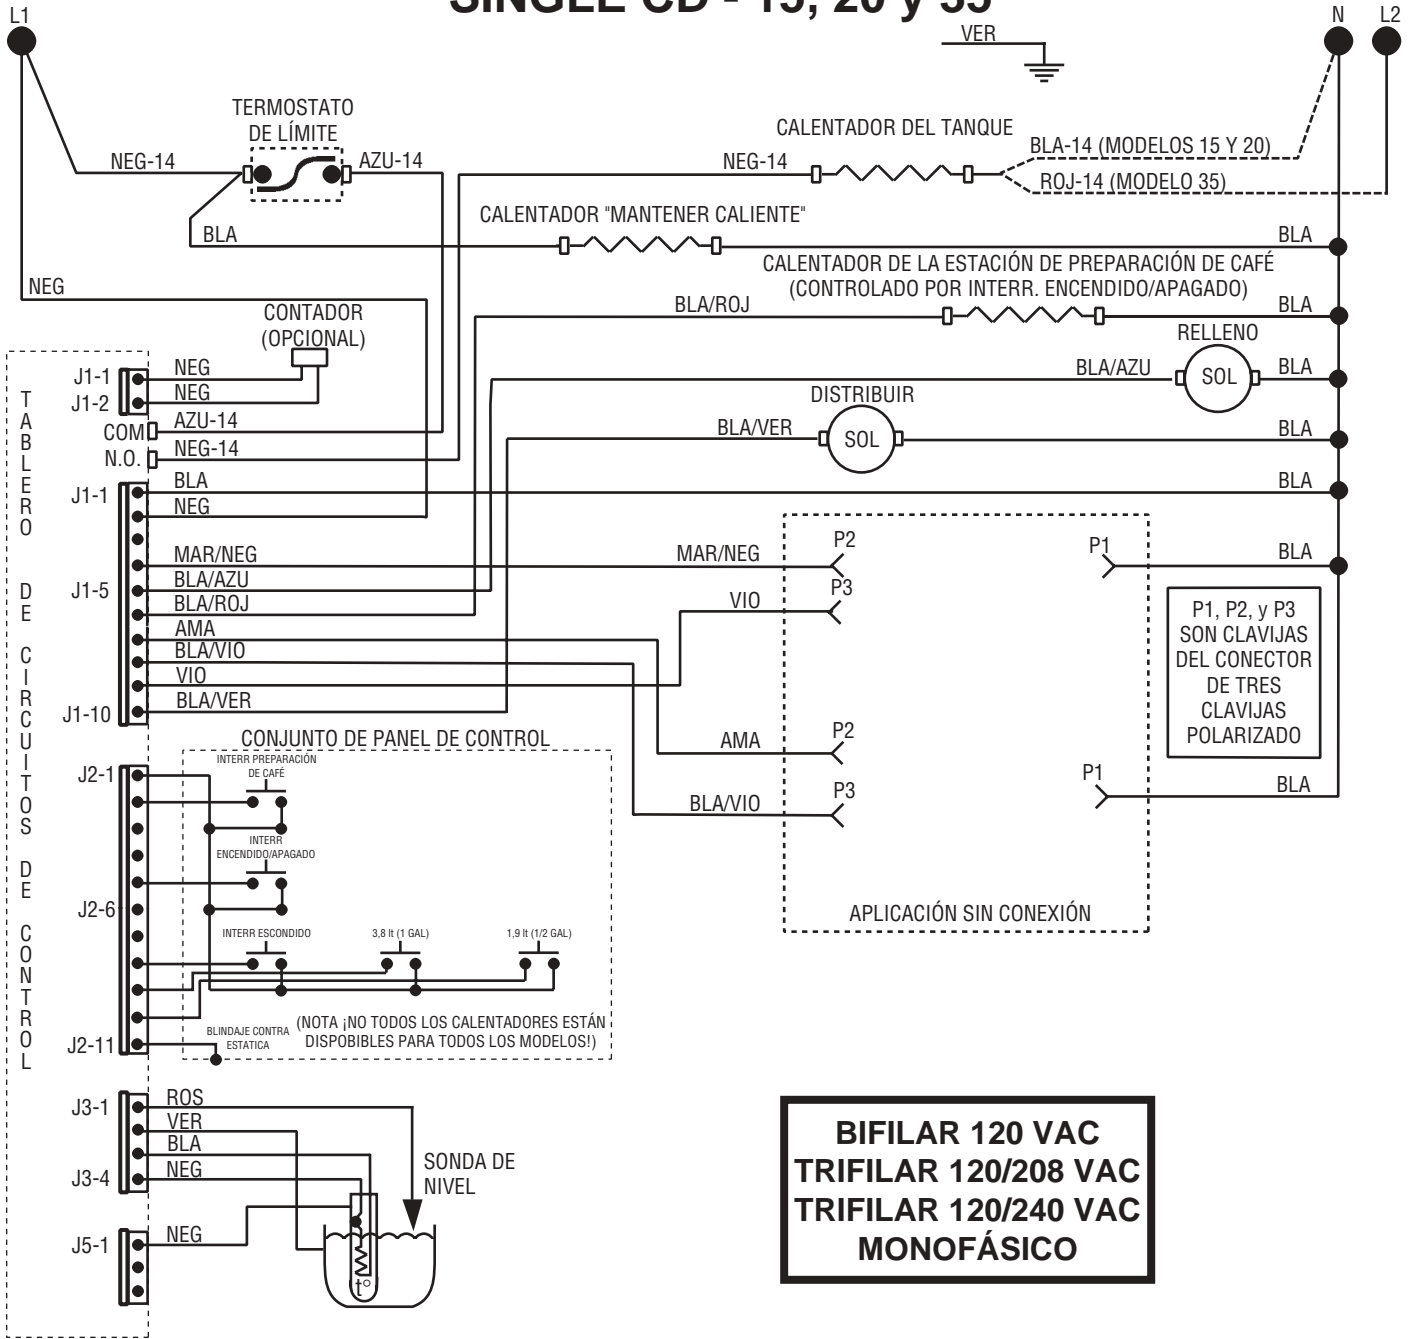 SINGLE CD - 15, 20 y 35
L1
N
L2
VER
TERMOSTATO
DE LÍMITE
NEG-14
AZU-14
CALENTADOR DEL TANQUE
NEG-14
BLA-14 (MODELOS 15 Y 20)
ROJ-14 (MODELO 35)
CALENTADOR "MANTENER CALIENTE"
BLA
BLA
NEG
CALENTADOR DE LA ESTACIÓN DE PREPARACIÓN DE CAFÉ
(CONTROLADO POR INTERR. ENCENDIDO/APAGADO)
BLA/ROJ
BLA
CONTADOR
(OPCIONAL)
RELLENO
BLA/AZU
SOL
BLA
DISTRIBUIR
BLA/VER
SOL
BLA
TABLERO DE CIRCUITOS DE CONTROL
J1-1
NEG
J1-2
NEG
COM
AZU-14
N.O.
NEG-14
J1-1
BLA
BLA
NEG
MAR/NEG
MAR/NEG
P2
P1
BLA
J1-5
BLA/AZU
BLA/ROJ
VIO
P3
AMA
BLA/VIO
VIO
J1-10
BLA/VER
P1, P2, y P3
SON CLAVIJAS
DEL CONECTOR
DE TRES
CLAVIJAS
POLARIZADO
AMA
P2
BLA/VIO
P3
P1
BLA
APLICACIÓN SIN CONEXIÓN
CONJUNTO DE PANEL DE CONTROL
J2-1
INTERR PREPARACIÓN
DE CAFÉ
INTERR
ENCENDIDO/APAGADO
J2-6
INTERR ESCONDIDO
3,8 lt (1 GAL)
1,9 lt (1/2 GAL)
J2-11
BLINDAJE CONTRA
ESTATICA
(NOTA ¡NO TODOS LOS CALENTADORES ESTÁN
DISPOBIBLES PARA TODOS LOS MODELOS!)
J3-1
ROS
VER
BLA
J3-4
NEG
SONDA DE
NIVEL
J5-1
NEG
t°
BIFILAR 120 VAC
TRIFILAR 120/208 VAC
TRIFILAR 120/240 VAC
MONOFÁSICO